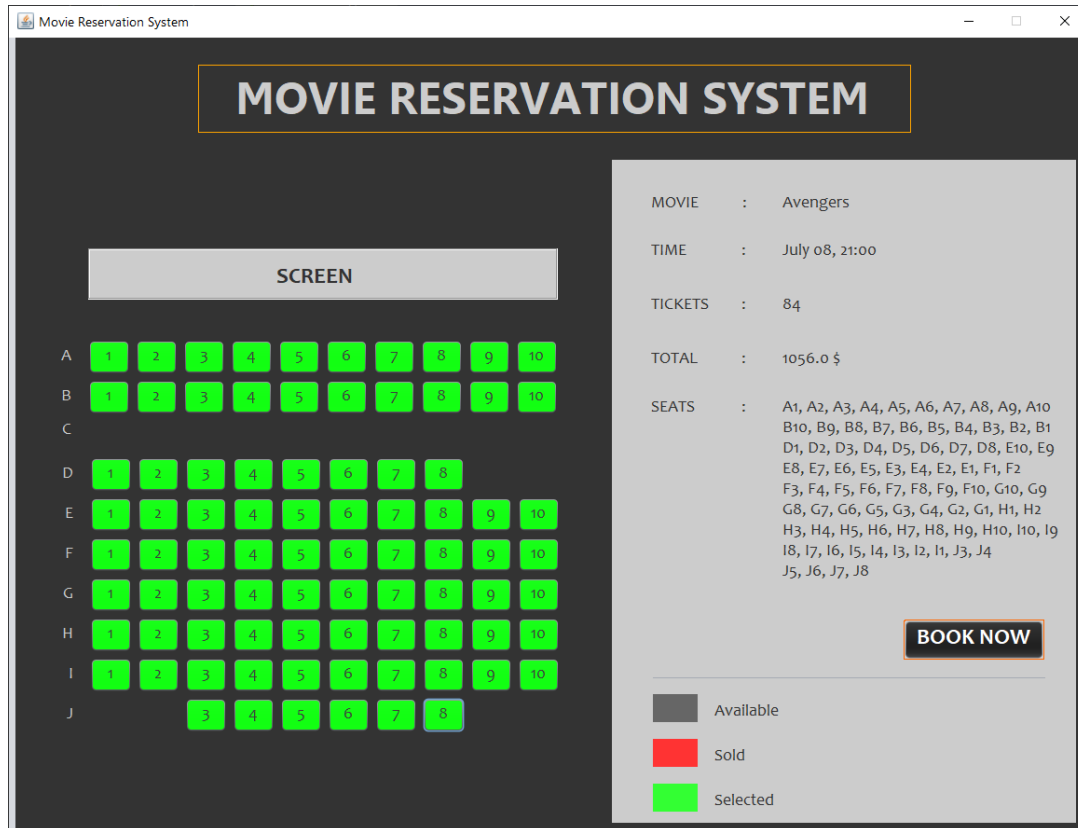 Movie Reservation System
MOVIE RESERVATION SYSTEM
SCREEN
A 1 2 3 4 5 6 7 8 9 10
B 1 2 3 4 5 6 7 8 9 10
C
D 1 2 3 4 5 6 7 8
E 1 2 3 4 5 6 7 8 9 10
F 1 2 3 4 5 6 7 8 9 10
G 1 2 3 4 5 6 7 8 9 10
H 1 2 3 4 5 6 7 8 9 10
I 1 2 3 4 5 6 7 8 9 10
J 3 4 5 6 7 8
MOVIE : Avengers
TIME : July 08, 21:00
TICKETS : 84
TOTAL : 1056.0 $
SEATS : A1, A2, A3, A4, A5, A6, A7, A8, A9, A10
B10, B9, B8, B7, B6, B5, B4, B3, B2, B1
D1, D2, D3, D4, D5, D6, D7, D8, E10, E9
E8, E7, E6, E5, E3, E4, E2, E1, F1, F2
F3, F4, F5, F6, F7, F8, F9, F10, G10, G9
G8, G7, G6, G5, G3, G4, G2, G1, H1, H2
H3, H4, H5, H6, H7, H8, H9, H10, I10, I9
I8, I7, I6, I5, I4, I3, I2, I1, J3, J4
J5, J6, J7, J8
BOOK NOW
Available
Sold
Selected